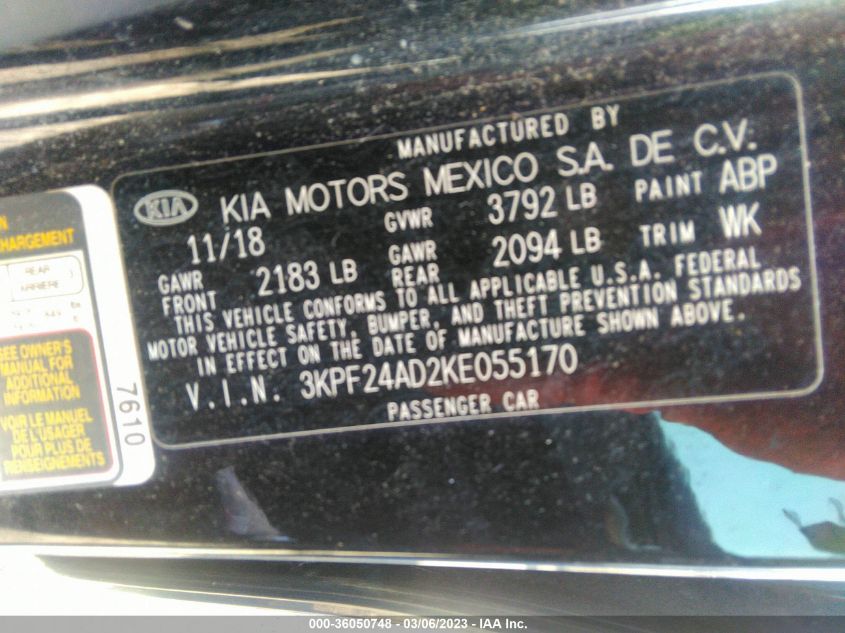 MANUFACTURED BY
KIA KIA MOTORS MEXICO S.A. DE C.V.
11/18 GVWR 3792 LB PAINT ABP
GAWR FRONT 2183 LB GAWR REAR 2094 LB TRIM WK
THIS VEHICLE CONFORMS TO ALL APPLICABLE U.S.A. FEDERAL
MOTOR VEHICLE SAFETY, BUMPER, AND THEFT PREVENTION STANDARDS
IN EFFECT ON THE DATE OF MANUFACTURE SHOWN ABOVE.
V.I.N. 3KPF24AD2KE055170
PASSENGER CAR
CHARGEMENT
REAR
ARRIÈRE
SEE OWNER'S
MANUAL FOR
ADDITIONAL
INFORMATION
VOIR LE MANUEL
DE L'USAGER
POUR PLUS DE
RENSEIGNEMENTS
7610
000-36050748 - 03/06/2023 - IAA Inc.